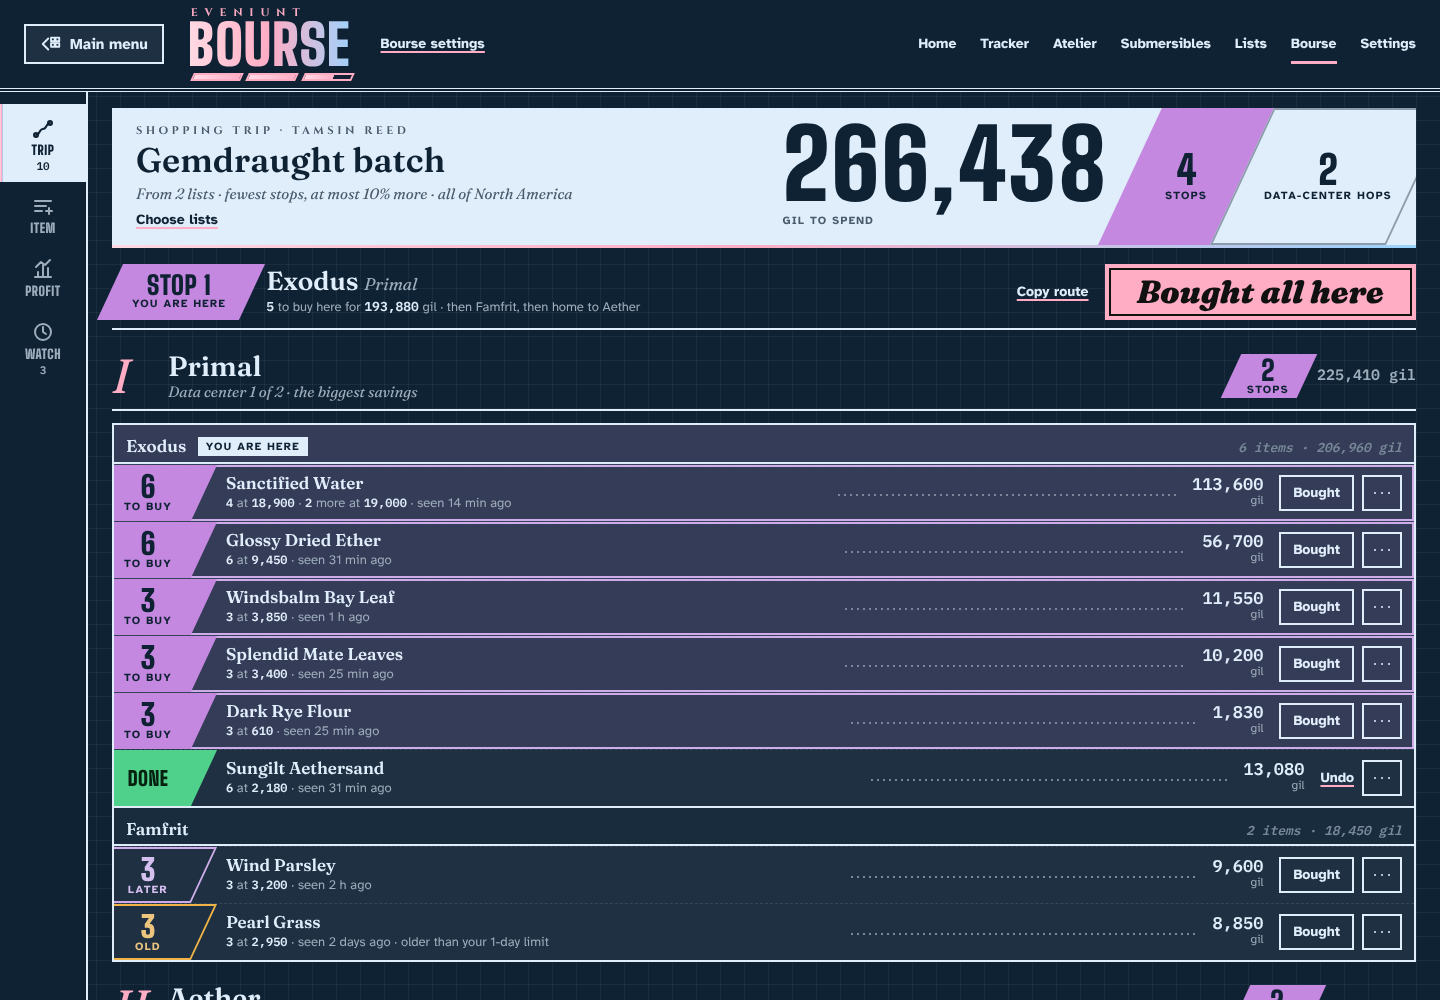 Main menu
EVENIUNT
BOURSE
Bourse settings
Home
Tracker
Atelier
Submersibles
Lists
Bourse
Settings
TRIP
10
ITEM
PROFIT
WATCH
3
SHOPPING TRIP · TAMSIN REED
Gemdraught batch
From 2 lists · fewest stops, at most 10% more · all of North America
Choose lists
266,438
GIL TO SPEND
4
STOPS
2
DATA-CENTER HOPS
STOP 1
YOU ARE HERE
Exodus Primal
5 to buy here for 193,880 gil · then Famfrit, then home to Aether
Copy route
Bought all here
I
Primal
Data center 1 of 2 · the biggest savings
2
STOPS
225,410 gil
Exodus
YOU ARE HERE
6 items · 206,960 gil
6
TO BUY
Sanctified Water
4 at 18,900 · 2 more at 19,000 · seen 14 min ago
113,600
gil
Bought
···
6
TO BUY
Glossy Dried Ether
6 at 9,450 · seen 31 min ago
56,700
gil
Bought
···
3
TO BUY
Windsbalm Bay Leaf
3 at 3,850 · seen 1 h ago
11,550
gil
Bought
···
3
TO BUY
Splendid Mate Leaves
3 at 3,400 · seen 25 min ago
10,200
gil
Bought
···
3
TO BUY
Dark Rye Flour
3 at 610 · seen 25 min ago
1,830
gil
Bought
···
DONE
Sungilt Aethersand
6 at 2,180 · seen 31 min ago
13,080
gil
Undo
···
Famfrit
2 items · 18,450 gil
3
LATER
Wind Parsley
3 at 3,200 · seen 2 h ago
9,600
gil
Bought
···
3
OLD
Pearl Grass
3 at 2,950 · seen 2 days ago · older than your 1-day limit
8,850
gil
Bought
···
II
Aether
2